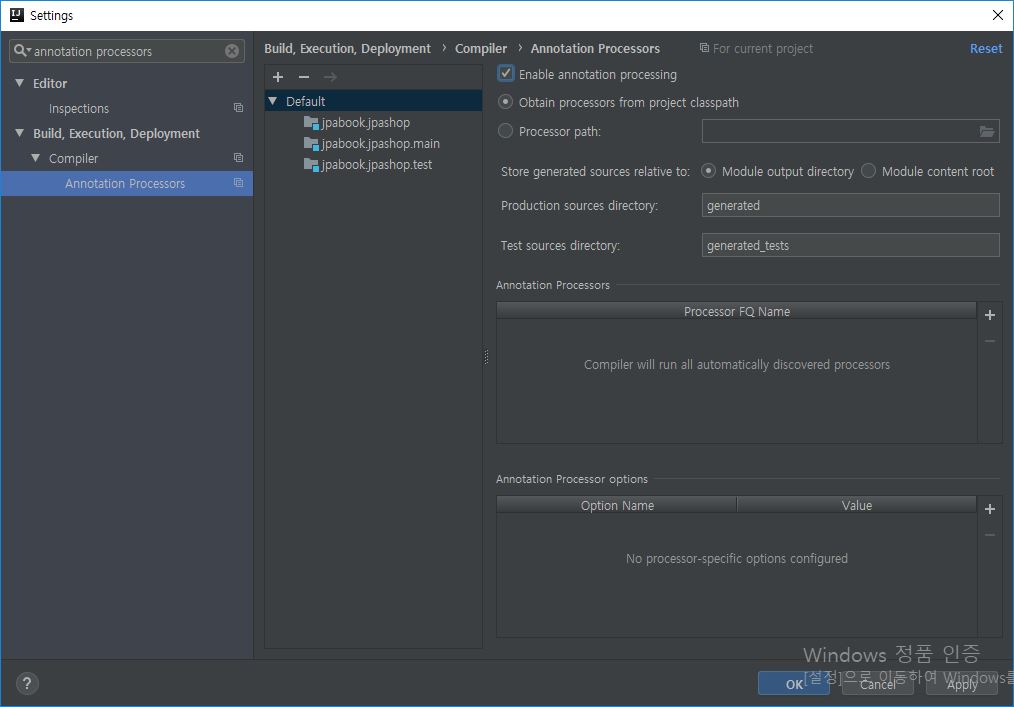 Settings
annotation processors
Editor
Inspections
Build, Execution, Deployment
Compiler
Annotation Processors
Build, Execution, Deployment › Compiler › Annotation Processors
For current project
Reset
Default
jpabook.jpashop
jpabook.jpashop.main
jpabook.jpashop.test
Enable annotation processing
Obtain processors from project classpath
Processor path:
Store generated sources relative to: Module output directory Module content root
Production sources directory: generated
Test sources directory: generated_tests
Annotation Processors
Processor FQ Name
Compiler will run all automatically discovered processors
Annotation Processor options
Option Name Value
No processor-specific options configured
Windows 정품 인증
[설정]으로 이동하여 Windows를
? OK Cancel Apply